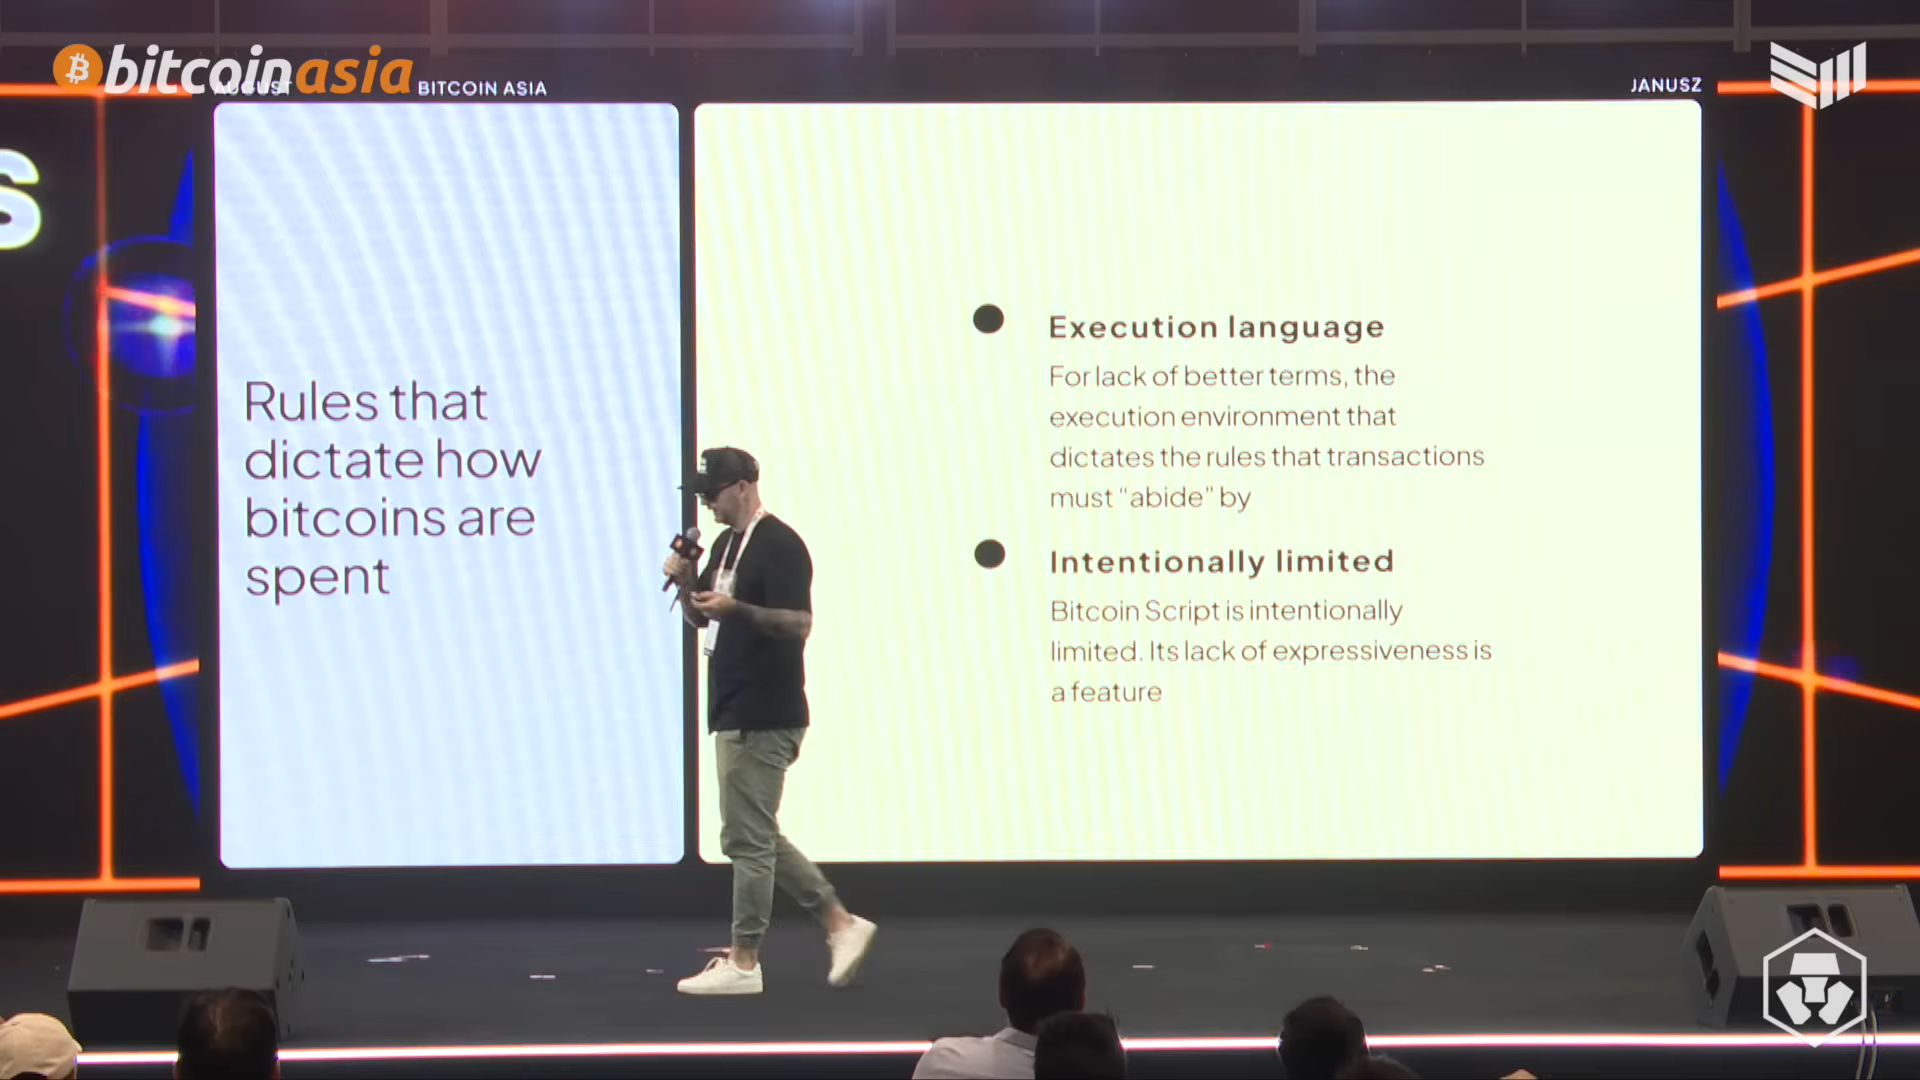 bitcoinasia
AUGUST
BITCOIN ASIA
JANUSZ
S
Rules that
dictate how
bitcoins are
spent
Execution language
For lack of better terms, the
execution environment that
dictates the rules that transactions
must “abide” by
Intentionally limited
Bitcoin Script is intentionally
limited. Its lack of expressiveness is
a feature